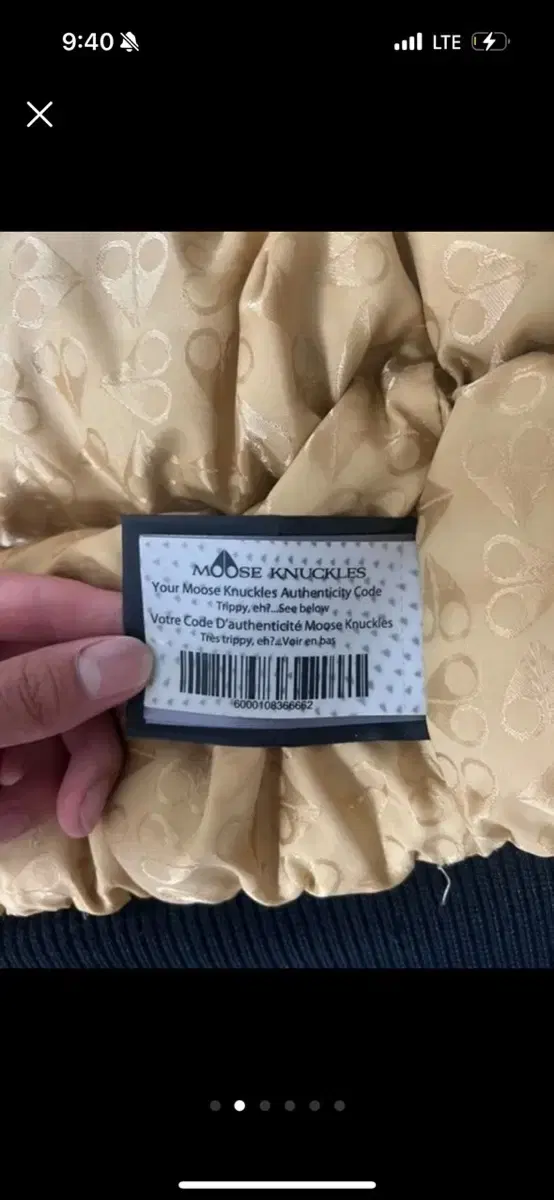 9:40
LTE
MOOSE KNUCKLES
Your Moose Knuckles Authenticity Code
Trippy, eh?...See below
Votre Code D'authenticité Moose Knuckles
Très trippy, eh?...Voir en bas
6000108366662